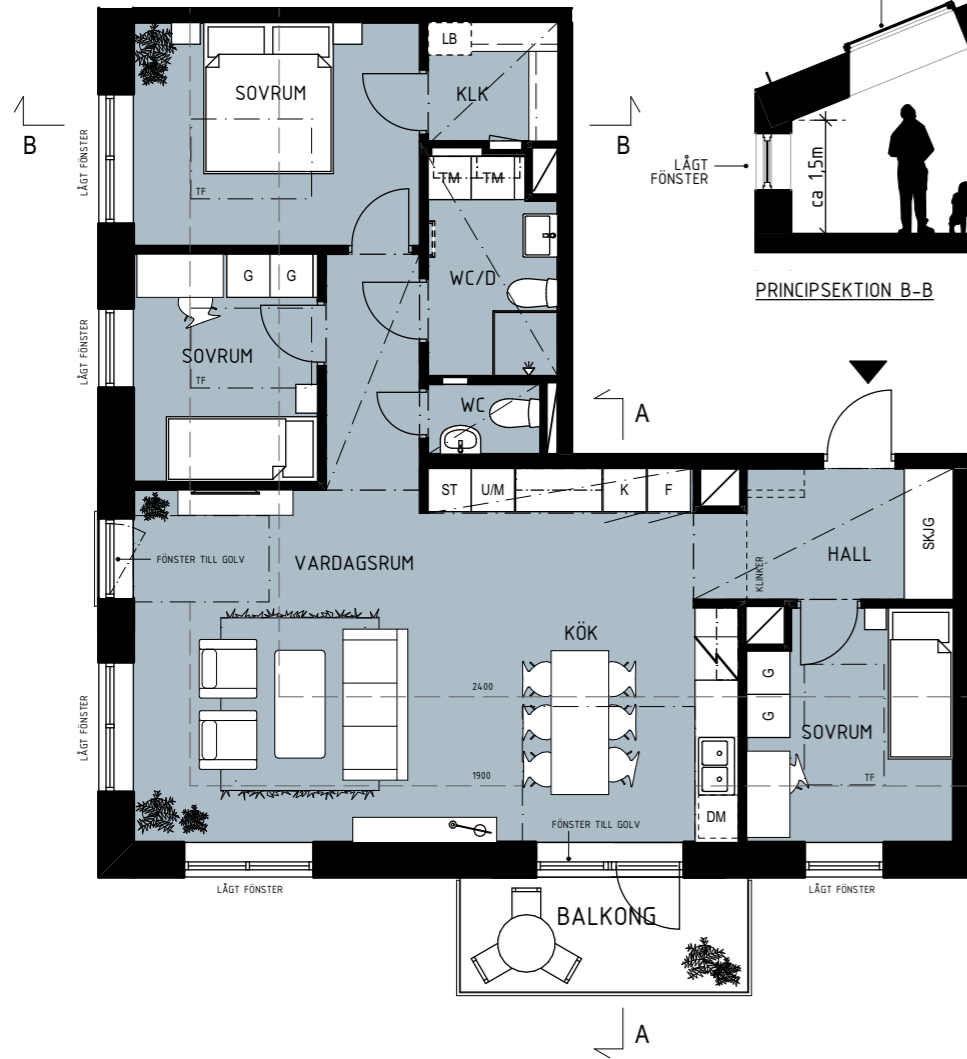 LB
SOVRUM
KLK
B
B
LÅGT FÖNSTER
TF
LÅGT
FÖNSTER
ca 1,5m
PRINCIPSEKTION B-B
TM
TM
WC/D
G
G
LÅGT FÖNSTER
SOVRUM
TF
WC
A
ST
U/M
K
F
FÖNSTER TILL GOLV
VARDAGSRUM
KLINKER
HALL
SKJG
KÖK
2400
LÅGT FÖNSTER
G
G
SOVRUM
1900
TF
DM
FÖNSTER TILL GOLV
LÅGT FÖNSTER
LÅGT FÖNSTER
BALKONG
A